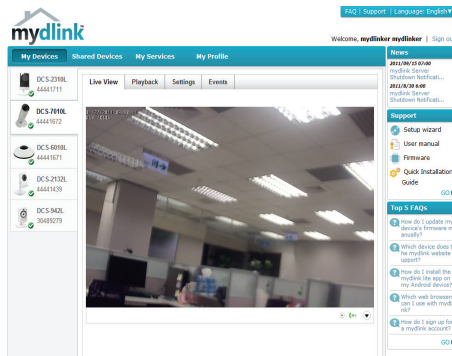 FAQ | Support | Language: English▼
mydlink
Welcome, mydlinker mydlinker | Sign ou
My Devices Shared Devices My Services My Profile
DCS-2310L
44441711
DCS-7010L
44441672
DCS-6010L
44441671
DCS-2132L
44441439
DCS-942L
30489279
Live View Playback Settings Events
News
2011/09/15 07:00
mydlink Server
Shutdown Notificati...
2011/8/30 6:08
mydlink Server
Shutdown Notificati...
Support
Setup wizard
User manual
Firmware
Quick Installation
Guide
GO
Top 5 FAQs
How do I update my
device's firmware m
anually?
Which device does t
he mydlink website
upport?
How do I install the
mydlink lite app on
my Android device?
Which web browsers
can I use with mydl
nk?
How do I sign up fo
a mydlink account?
GO